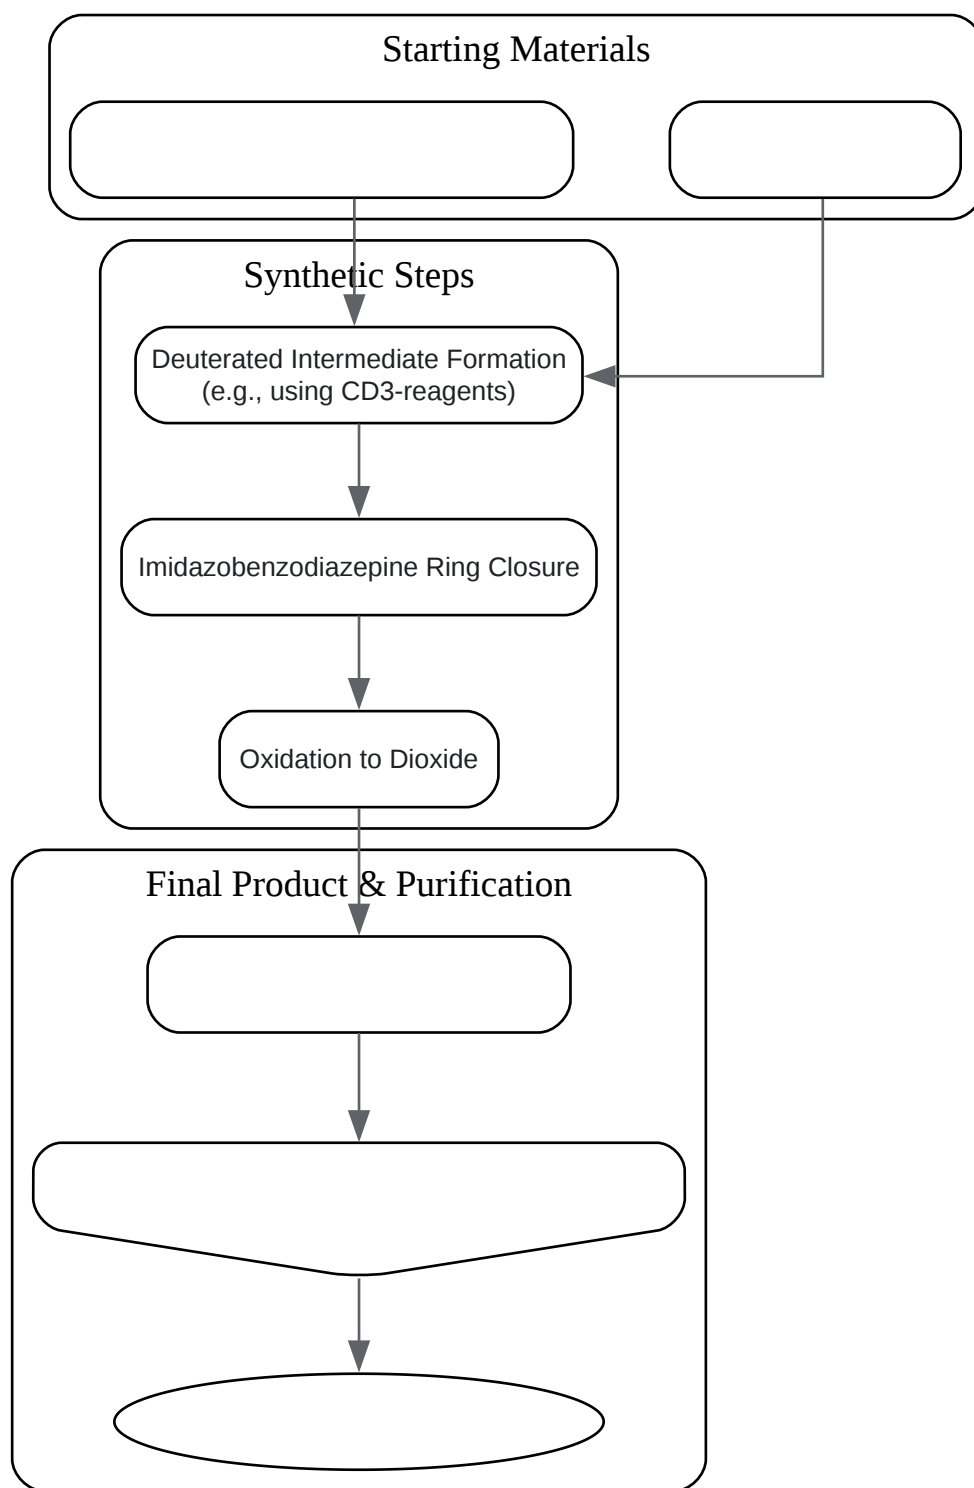 Starting Materials
Synthetic Steps
Deuterated Intermediate Formation
(e.g., using CD3-reagents)
Imidazobenzodiazepine Ring Closure
Oxidation to Dioxide
Final Product & Purification